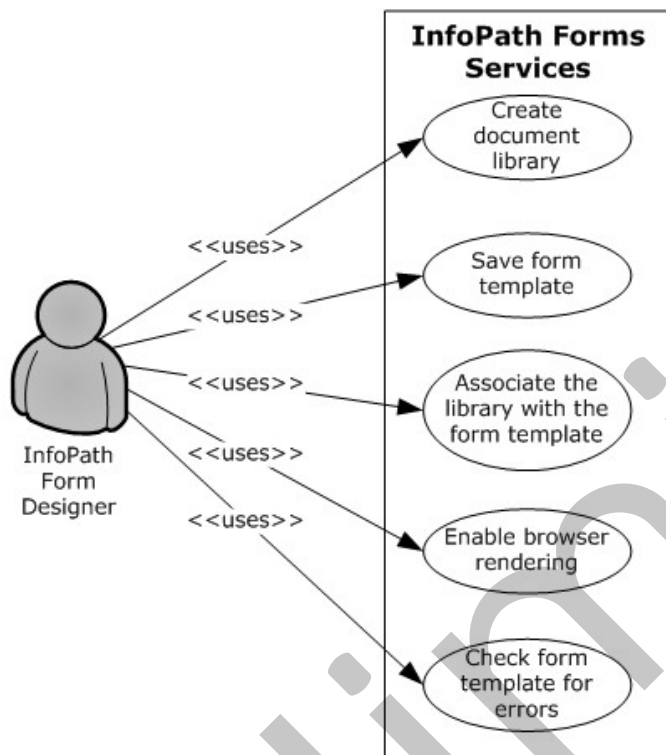 InfoPath Forms
Services
Create
document
library
<<uses>>
Save form
template
<<uses>>
Associate the
library with the
form template
<<uses>>
InfoPath
Form
Designer
<<uses>>
Enable browser
rendering
<<uses>>
Check form
template for
errors